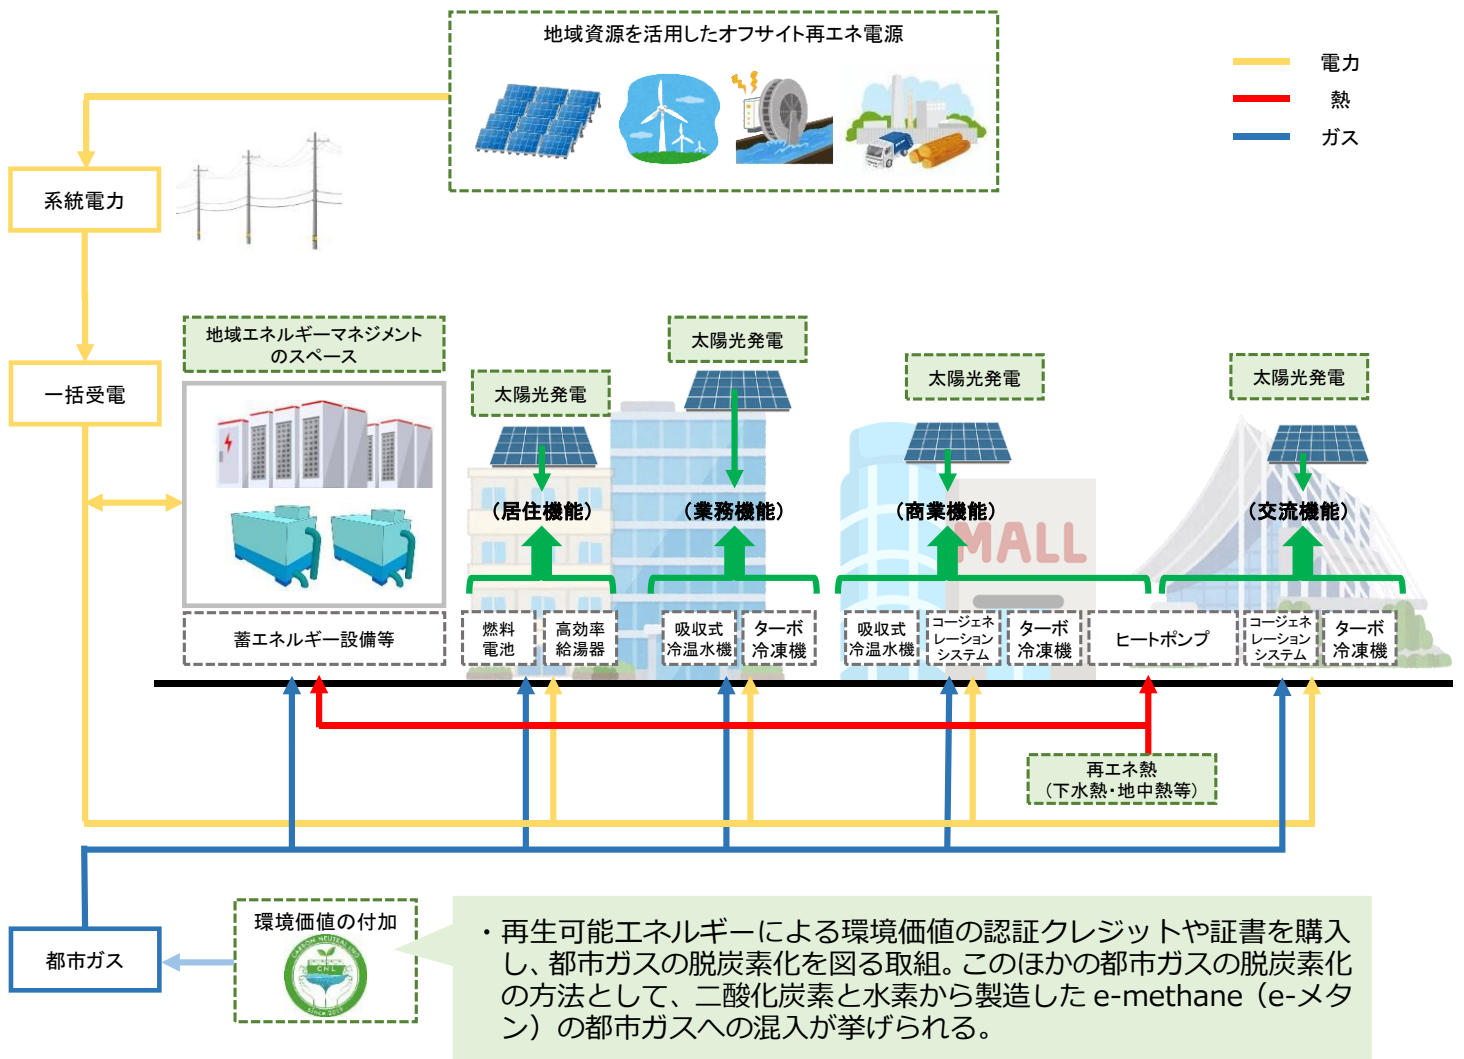 地域資源を活用したオフサイト再エネ電源
電力
熱
ガス
系統電力
一括受電
地域エネルギーマネジメント
のスペース
太陽光発電
太陽光発電
太陽光発電
太陽光発電
（居住機能）
（業務機能）
（商業機能）
（交流機能）
MALL
蓄エネルギー設備等
燃料
電池
高効率
給湯器
吸収式
冷温水機
ターボ
冷凍機
吸収式
冷温水機
コージェネ
レーション
システム
ターボ
冷凍機
ヒートポンプ
コージェネ
レーション
システム
ターボ
冷凍機
再エネ熱
（下水熱・地中熱等）
都市ガス
環境価値の付加
CARBON NEUTRAL LNG
CNL
since 2019
・再生可能エネルギーによる環境価値の認証クレジットや証書を購入
し、都市ガスの脱炭素化を図る取組。このほかの都市ガスの脱炭素化
の方法として、二酸化炭素と水素から製造した e-methane（e-メタ
ン）の都市ガスへの混入が挙げられる。